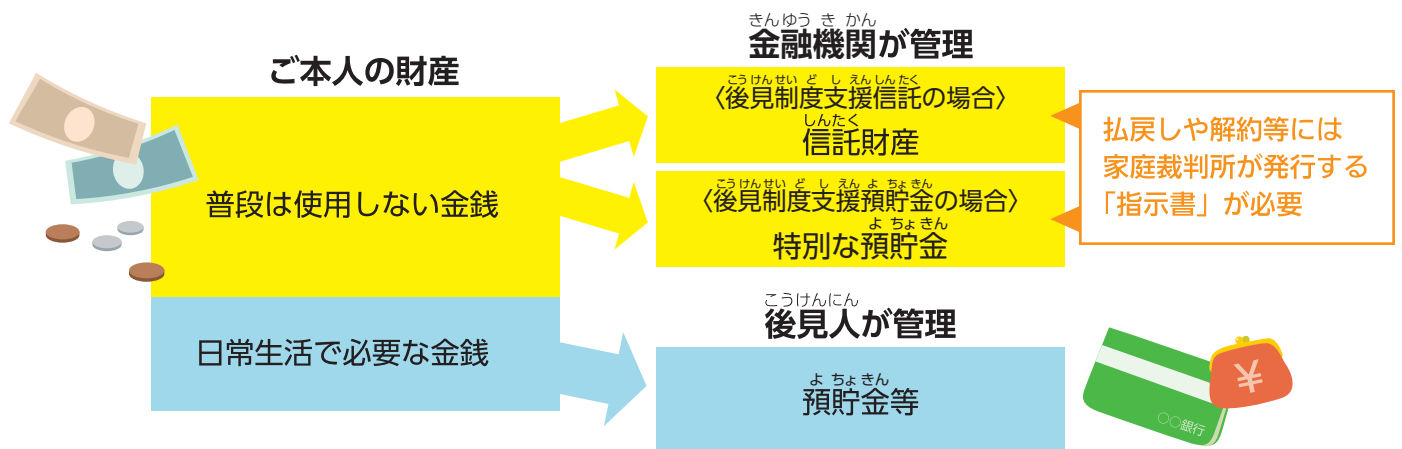 ご本人の財産
普段は使用しない金銭
日常生活で必要な金銭
きんゆう き かん
金融機関が管理
こうけんせい ど し えんしんたく
〈後見制度支援信託の場合〉
しんたく
信託財産
こうけんせい ど し えん よ ちょきん
〈後見制度支援預貯金の場合〉
よ ちょきん
特別な預貯金
払戻しや解約等には
家庭裁判所が発行する
「指示書」が必要
こうけんにん
後見人が管理
よ ちょきん
預貯金等
¥
○○銀行